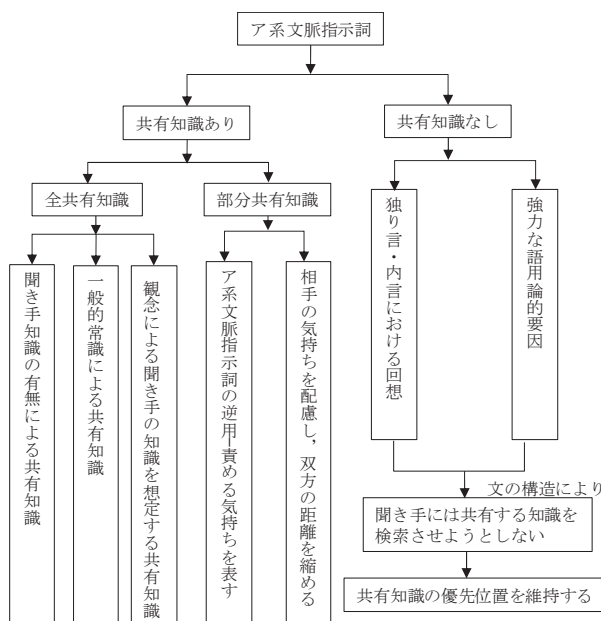 ア系文脈指示詞
共有知識あり
共有知識なし
全共有知識
部分共有知識
聞き手知識の有無による共有知識
一般的常識による共有知識
観念による聞き手の知識を想定する共有知識
ア系文脈指示詞の逆用―責める気持ちを表す
相手の気持ちを配慮し，双方の距離を縮める
独り言・内言における回想
強力な語用論的要因
文の構造により
聞き手には共有する知識を
検索させようとしない
共有知識の優先位置を維持する